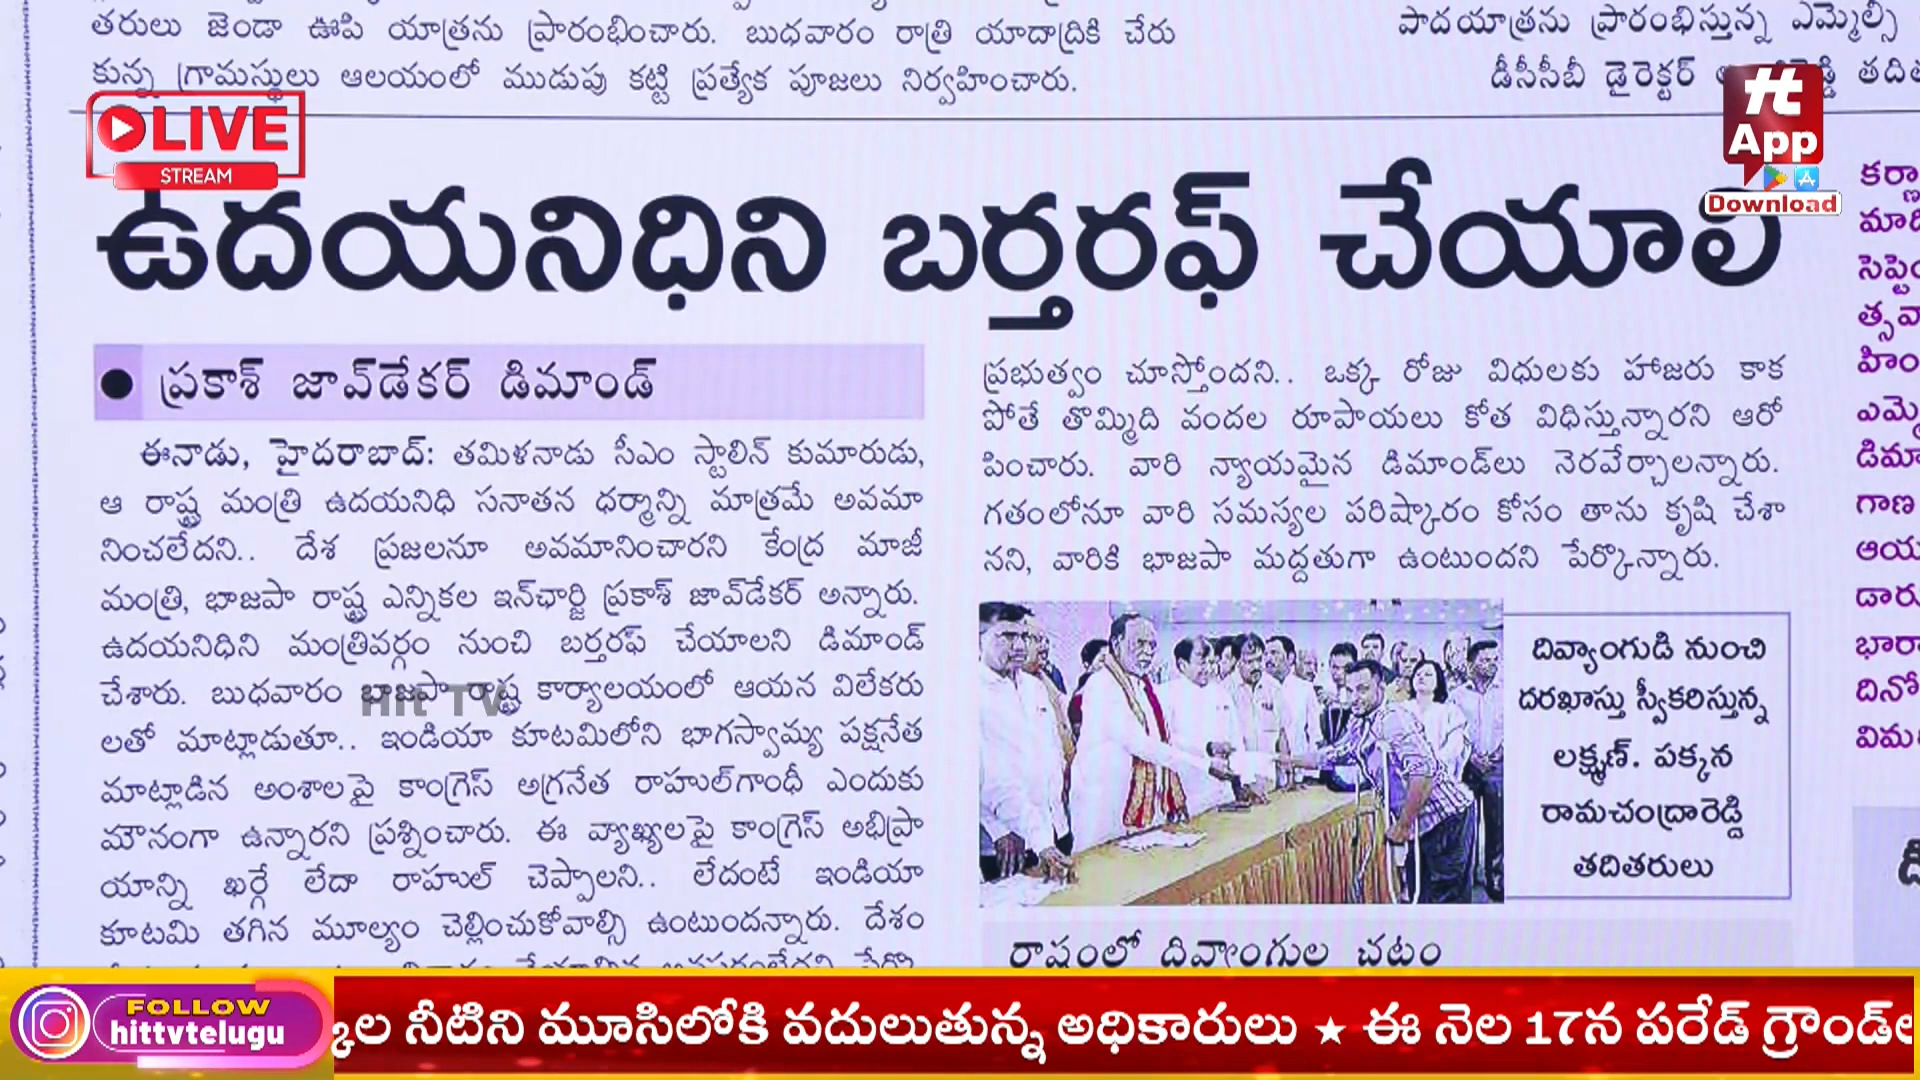 తరులు జెండా ఊపి యాత్రను ప్రారంభించారు. బుధవారం రాత్రి యాదాద్రికి చేరు
కున్న గ్రామస్థులు ఆలయంలో ముడుపు కట్టి ప్రత్యేక పూజలు నిర్వహించారు.
పాదయాత్రను ప్రారంభిస్తున్న ఎమ్మెల్సీ
డీసీసీబీ డైరెక్టర్
LIVE
STREAM
tt
App
Download
ఉదయనిధిని బర్తరఫ్ చేయాలి
● ప్రకాశ్ జావ్‌డేకర్ డిమాండ్
ఈనాడు, హైదరాబాద్: తమిళనాడు సీఎం స్టాలిన్ కుమారుడు,
ఆ రాష్ట్ర మంత్రి ఉదయనిధి సనాతన ధర్మాన్ని మాత్రమే అవమా
నించలేదని.. దేశ ప్రజలనూ అవమానించారని కేంద్ర మాజీ
మంత్రి, భాజపా రాష్ట్ర ఎన్నికల ఇన్‌ఛార్జి ప్రకాశ్ జావ్‌డేకర్ అన్నారు.
ఉదయనిధిని మంత్రివర్గం నుంచి బర్తరఫ్ చేయాలని డిమాండ్
చేశారు. బుధవారం భాజపా రాష్ట్ర కార్యాలయంలో ఆయన విలేకరు
లతో మాట్లాడుతూ.. ఇండియా కూటమిలోని భాగస్వామ్య పక్షనేత
మాట్లాడిన అంశాలపై కాంగ్రెస్ అగ్రనేత రాహుల్‌గాంధీ ఎందుకు
మౌనంగా ఉన్నారని ప్రశ్నించారు. ఈ వ్యాఖ్యలపై కాంగ్రెస్ అభిప్రా
యాన్ని ఖర్గే లేదా రాహుల్ చెప్పాలని.. లేదంటే ఇండియా
కూటమి తగిన మూల్యం చెల్లించుకోవాల్సి ఉంటుందన్నారు. దేశం
Hit TV
ప్రభుత్వం చూస్తోందని.. ఒక్క రోజు విధులకు హాజరు కాక
పోతే తొమ్మిది వందల రూపాయలు కోత విధిస్తున్నారని ఆరో
పించారు. వారి న్యాయమైన డిమాండ్‌లు నెరవేర్చాలన్నారు.
గతంలోనూ వారి సమస్యల పరిష్కారం కోసం తాను కృషి చేశా
నని, వారికి భాజపా మద్దతుగా ఉంటుందని పేర్కొన్నారు.
దివ్యాంగుడి నుంచి
దరఖాస్తు స్వీకరిస్తున్న
లక్ష్మణ్. పక్కన
రామచంద్రారెడ్డి
తదితరులు
రాష్ట్రంలో దివ్యాంగుల చట్టం
FOLLOW
hittvtelugu
నీటిని మూసిలోకి వదులుతున్న అధికారులు ★ ఈ నెల 17న పరేడ్ గ్రౌండ్‌ల